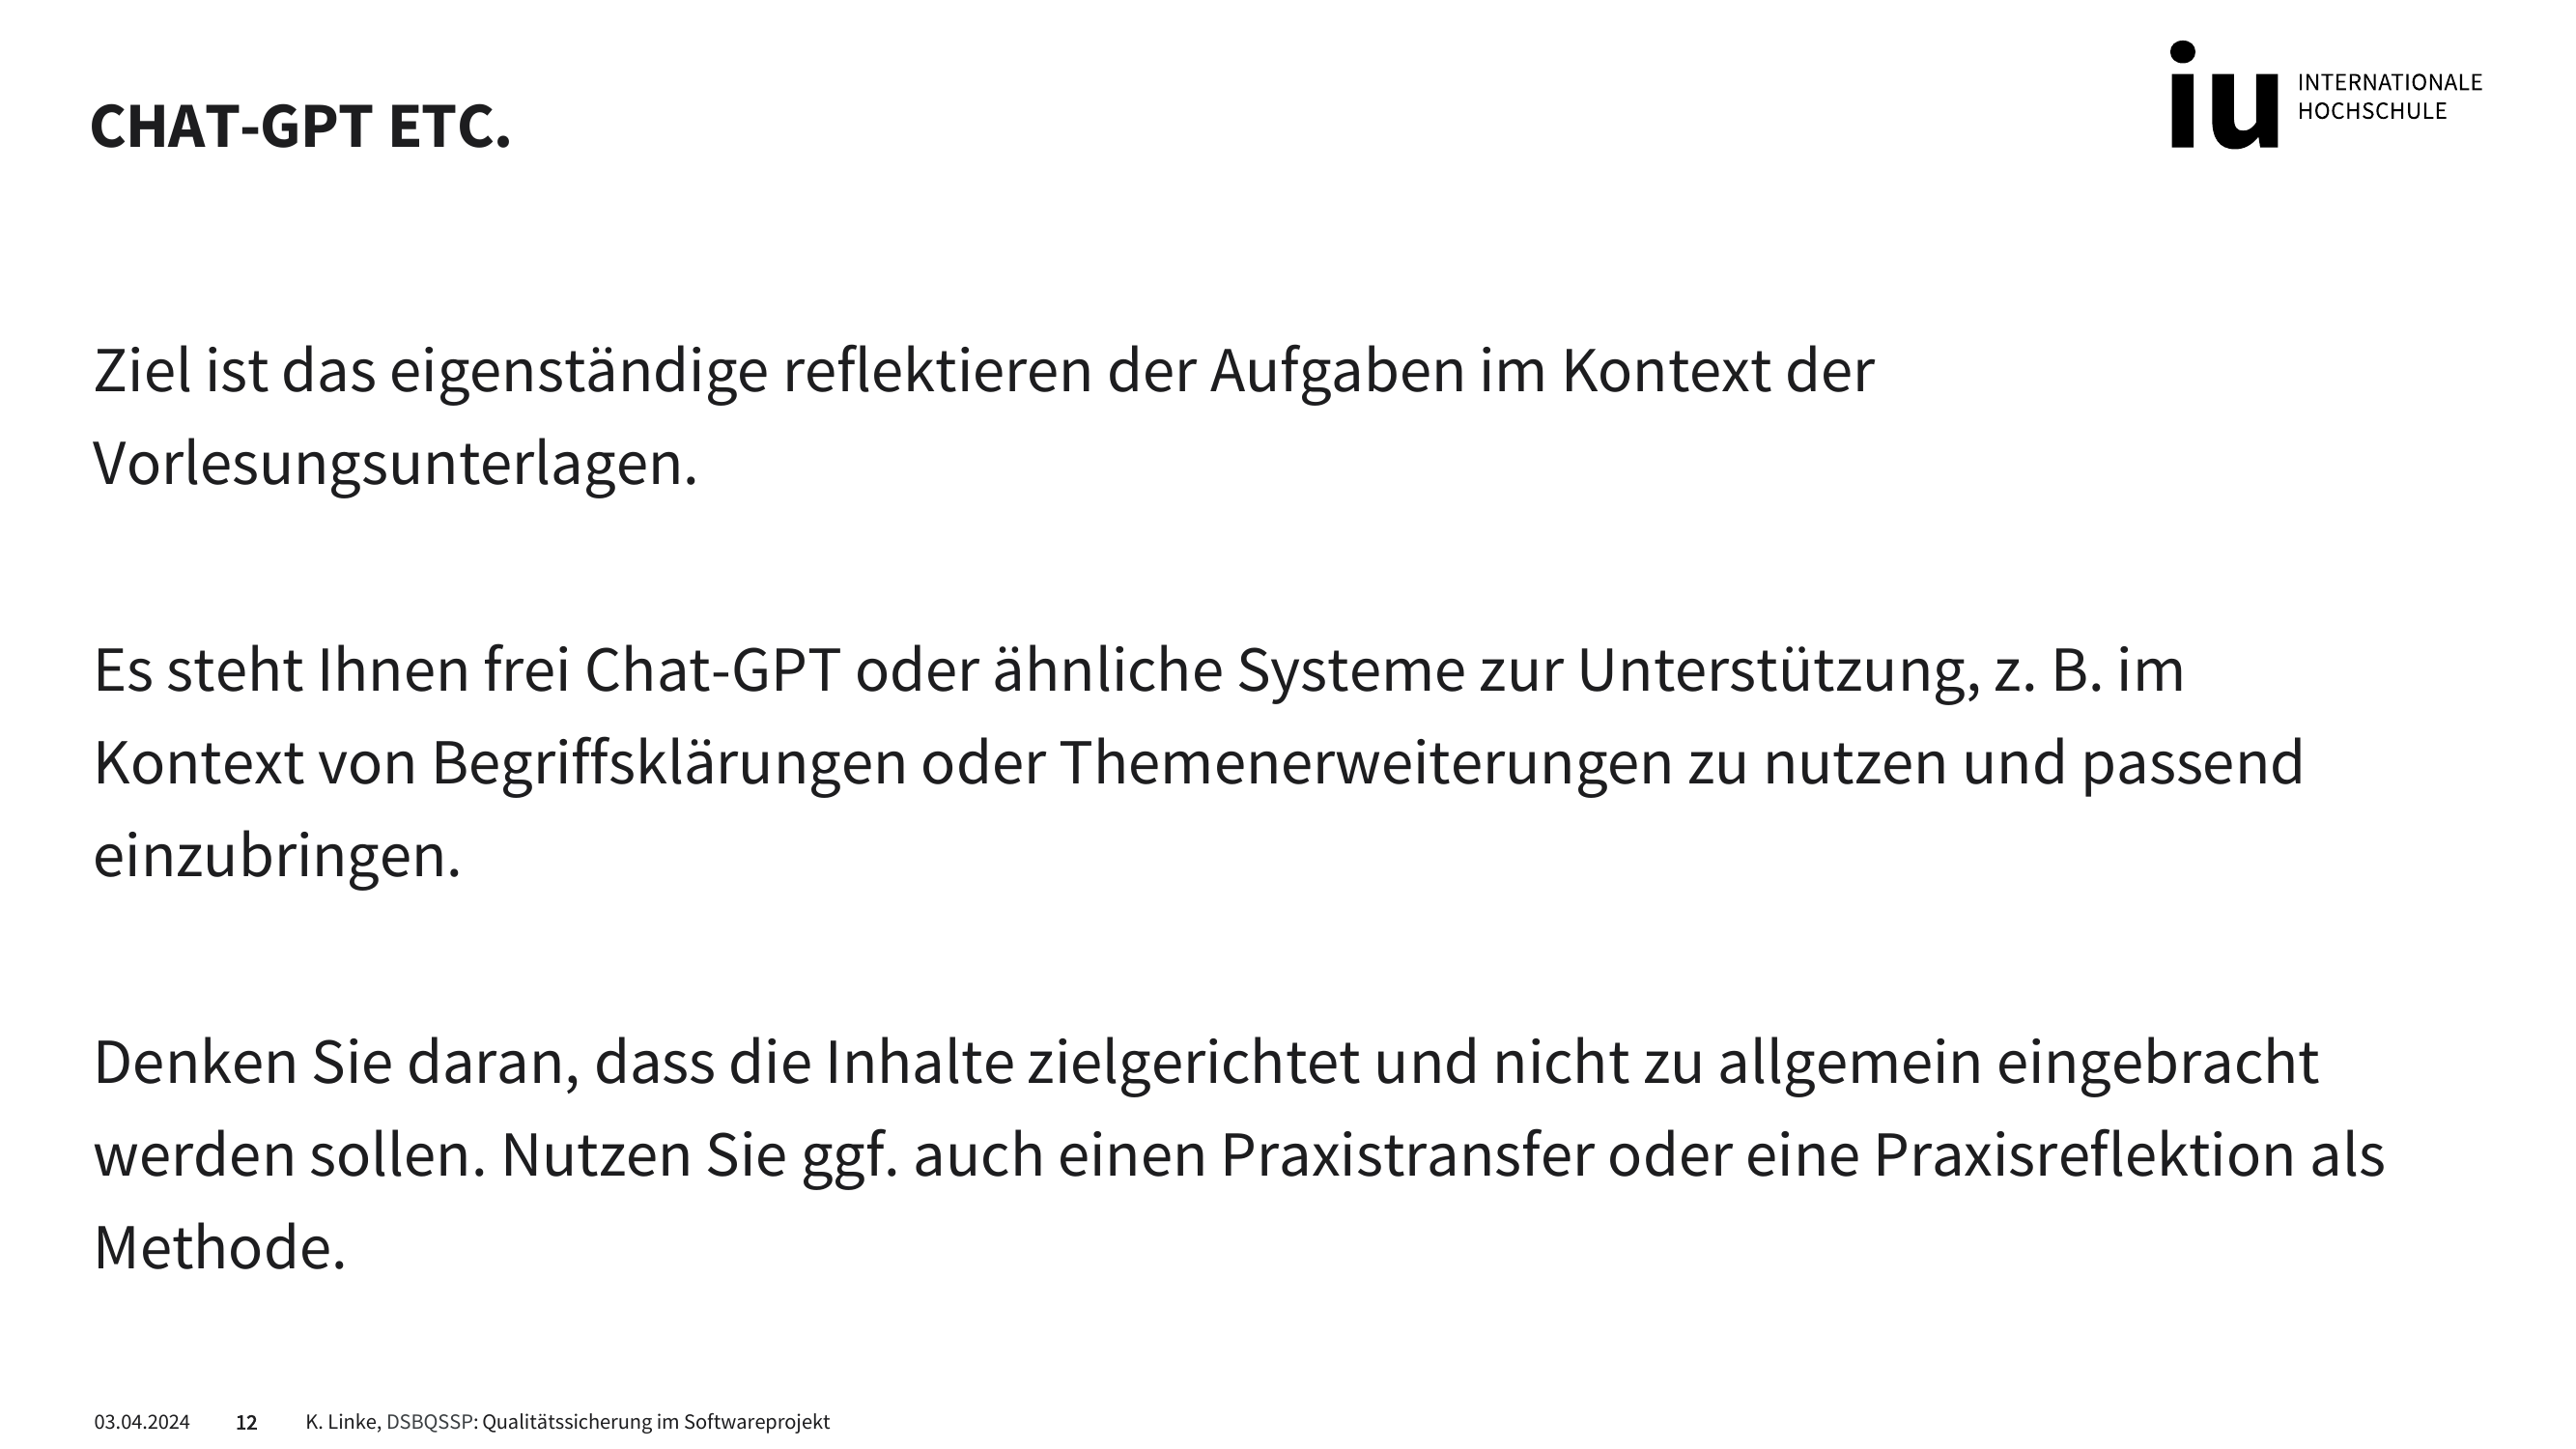 CHAT-GPT ETC.
iu INTERNATIONALE
HOCHSCHULE
Ziel ist das eigenständige reflektieren der Aufgaben im Kontext der
Vorlesungsunterlagen.
Es steht Ihnen frei Chat-GPT oder ähnliche Systeme zur Unterstützung, z. B. im
Kontext von Begriffsklärungen oder Themenerweiterungen zu nutzen und passend
einzubringen.
Denken Sie daran, dass die Inhalte zielgerichtet und nicht zu allgemein eingebracht
werden sollen. Nutzen Sie ggf. auch einen Praxistransfer oder eine Praxisreflektion als
Methode.
03.04.2024 12 K. Linke, DSBQSSP: Qualitätssicherung im Softwareprojekt